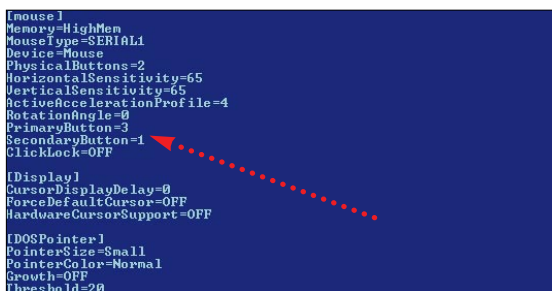 [mouse]
Memory=HighMem
MouseType=SERIAL1
Device=Mouse
PhysicalButtons=2
HorizontalSensitivity=65
VerticalSensitivity=65
ActiveAccelerationProfile=4
RotationAngle=0
PrimaryButton=3
SecondaryButton=1
ClickLock=OFF
[Display]
CursorDisplayDelay=0
ForceDefaultCursor=OFF
HardwareCursorSupport=OFF
[DOSPointer]
PointerSize=Small
PointerColor=Normal
Growth=OFF
Threshold=20